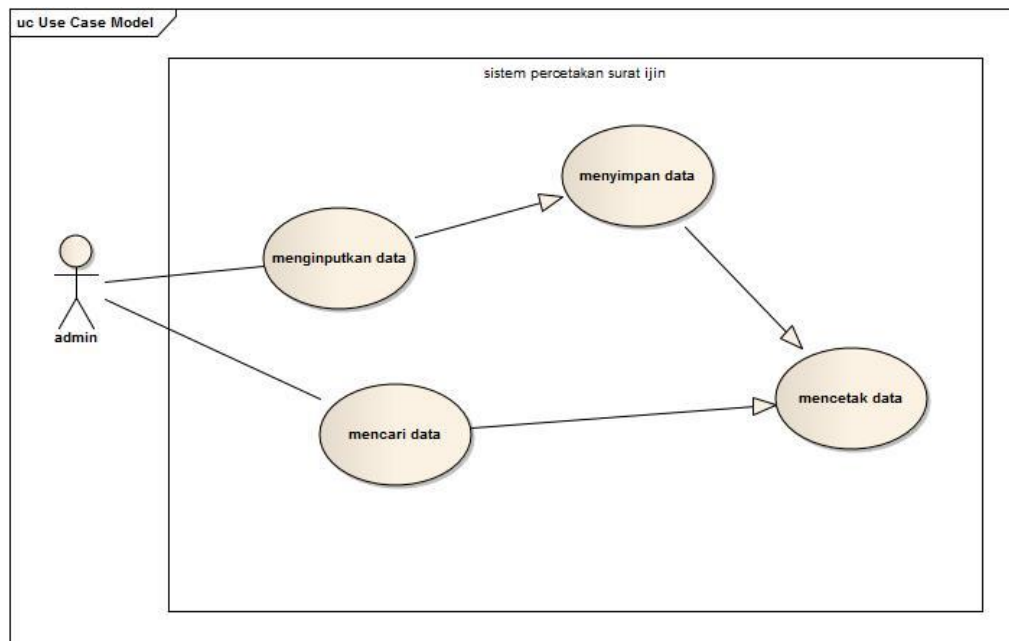 uc Use Case Model
sistem percetakan surat ijin
menyimpan data
menginputkan data
admin
mencetak data
mencari data